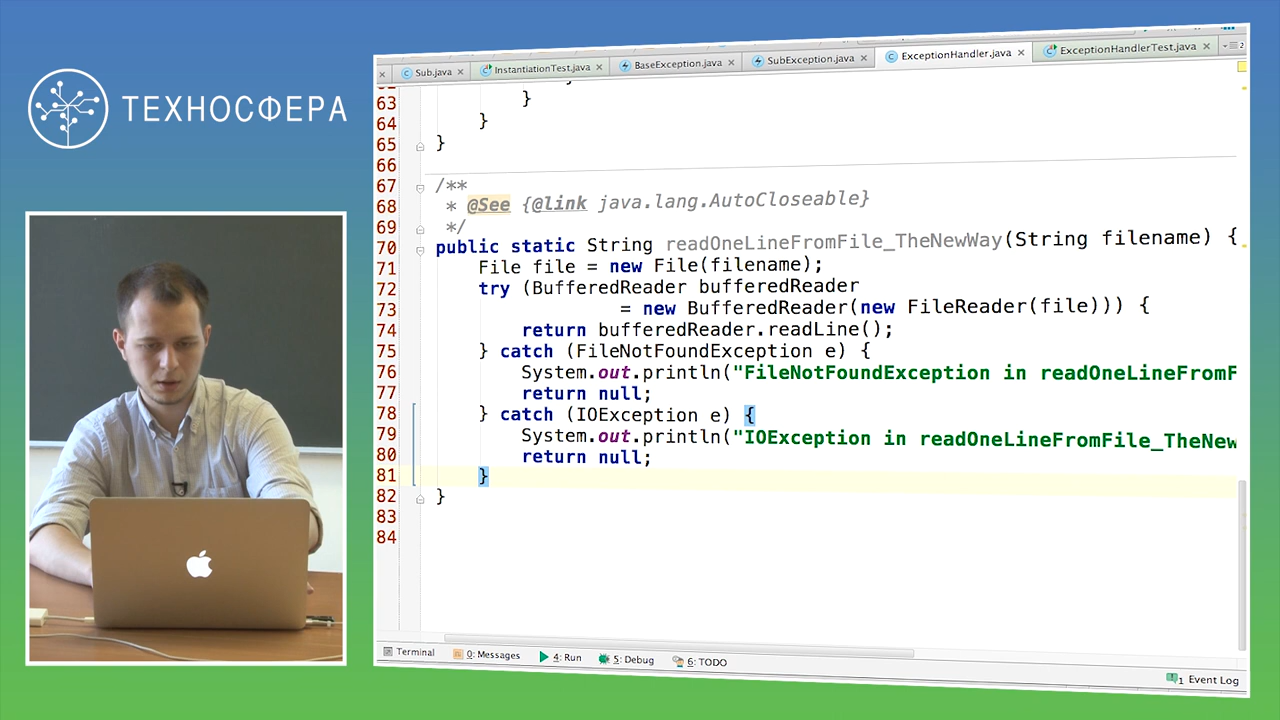 ТЕХНОСФЕРА
Sub.java InstantiationTest.java BaseException.java SubException.java ExceptionHandler.java ExceptionHandlerTest.java 2
63 }
64 }
65 }
66
67 /**
68 * @See {@link java.lang.AutoCloseable}
69 */
70 public static String readOneLineFromFile_TheNewWay(String filename) {
71 File file = new File(filename);
72 try (BufferedReader bufferedReader
73 = new BufferedReader(new FileReader(file))) {
74 return bufferedReader.readLine();
75 } catch (FileNotFoundException e) {
76 System.out.println("FileNotFoundException in readOneLineFromF
77 return null;
78 } catch (IOException e) {
79 System.out.println("IOException in readOneLineFromFile_TheNew
80 return null;
81 }
82 }
83
84
Terminal 0: Messages 4: Run 5: Debug 6: TODO
1 Event Log